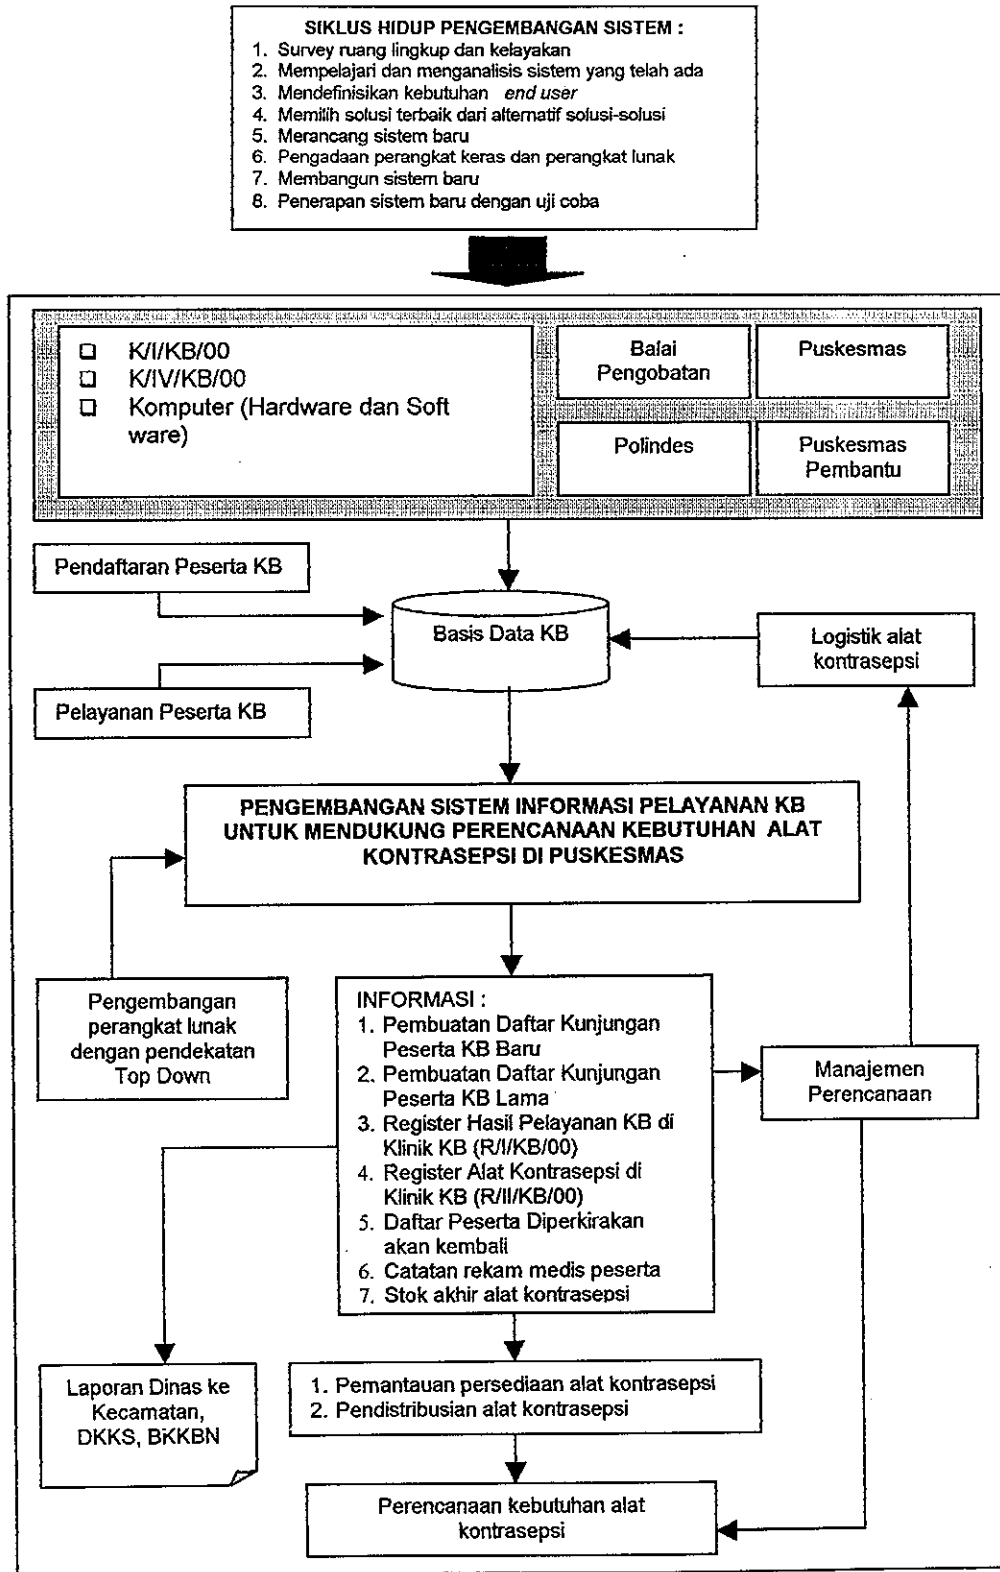 SIKLUS HIDUP PENGEMBANGAN SISTEM :
1. Survey ruang lingkup dan kelayakan
2. Mempelajari dan menganalisis sistem yang telah ada
3. Mendefinisikan kebutuhan end user
4. Memilih solusi terbaik dari alternatif solusi-solusi
5. Merancang sistem baru
6. Pengadaan perangkat keras dan perangkat lunak
7. Membangun sistem baru
8. Penerapan sistem baru dengan uji coba
K/I/KB/00
K/IV/KB/00
Komputer (Hardware dan Soft
ware)
Balai
Pengobatan
Puskesmas
Polindes
Puskesmas
Pembantu
Pendaftaran Peserta KB
Basis Data KB
Logistik alat
kontrasepsi
Pelayanan Peserta KB
PENGEMBANGAN SISTEM INFORMASI PELAYANAN KB
UNTUK MENDUKUNG PERENCANAAN KEBUTUHAN ALAT
KONTRASEPSI DI PUSKESMAS
Pengembangan
perangkat lunak
dengan pendekatan
Top Down
INFORMASI :
1. Pembuatan Daftar Kunjungan
Peserta KB Baru
2. Pembuatan Daftar Kunjungan
Peserta KB Lama
3. Register Hasil Pelayanan KB di
Klinik KB (R/I/KB/00)
4. Register Alat Kontrasepsi di
Klinik KB (R/II/KB/00)
5. Daftar Peserta Diperkirakan
akan kembali
6. Catatan rekam medis peserta
7. Stok akhir alat kontrasepsi
Manajemen
Perencanaan
Laporan Dinas ke
Kecamatan,
DKKS, BKKBN
1. Pemantauan persediaan alat kontrasepsi
2. Pendistribusian alat kontrasepsi
Perencanaan kebutuhan alat
kontrasepsi